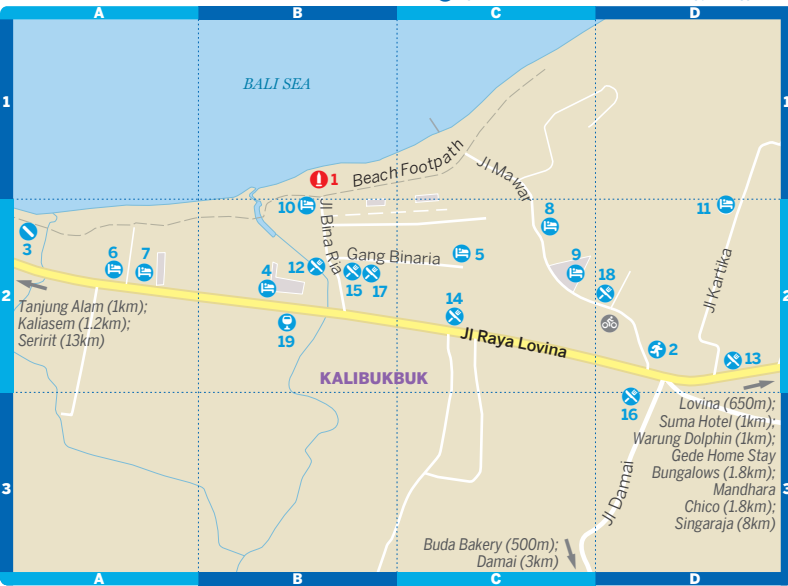 A B C D
1
BALI SEA
1
Beach Footpath
Jl Mawar
1
10
Jl Bina Ria
8
11
3
6
7
12
Gang Binaria
5
9
Jl Kartika
4
15
17
18
2
2
Tanjung Alam (1km);
Kaliasem (1.2km);
Seririt (13km)
14
19
Jl Raya Lovina
2
13
KALIBUKBUK
16
Lovina (650m);
Suma Hotel (1km);
Warung Dolphin (1km);
Gede Home Stay
Bungalows (1.8km);
Mandhara
Chico (1.8km);
Singaraja (8km)
3
3
Jl Damai
Buda Bakery (500m);
Damai (3km)
A B C D